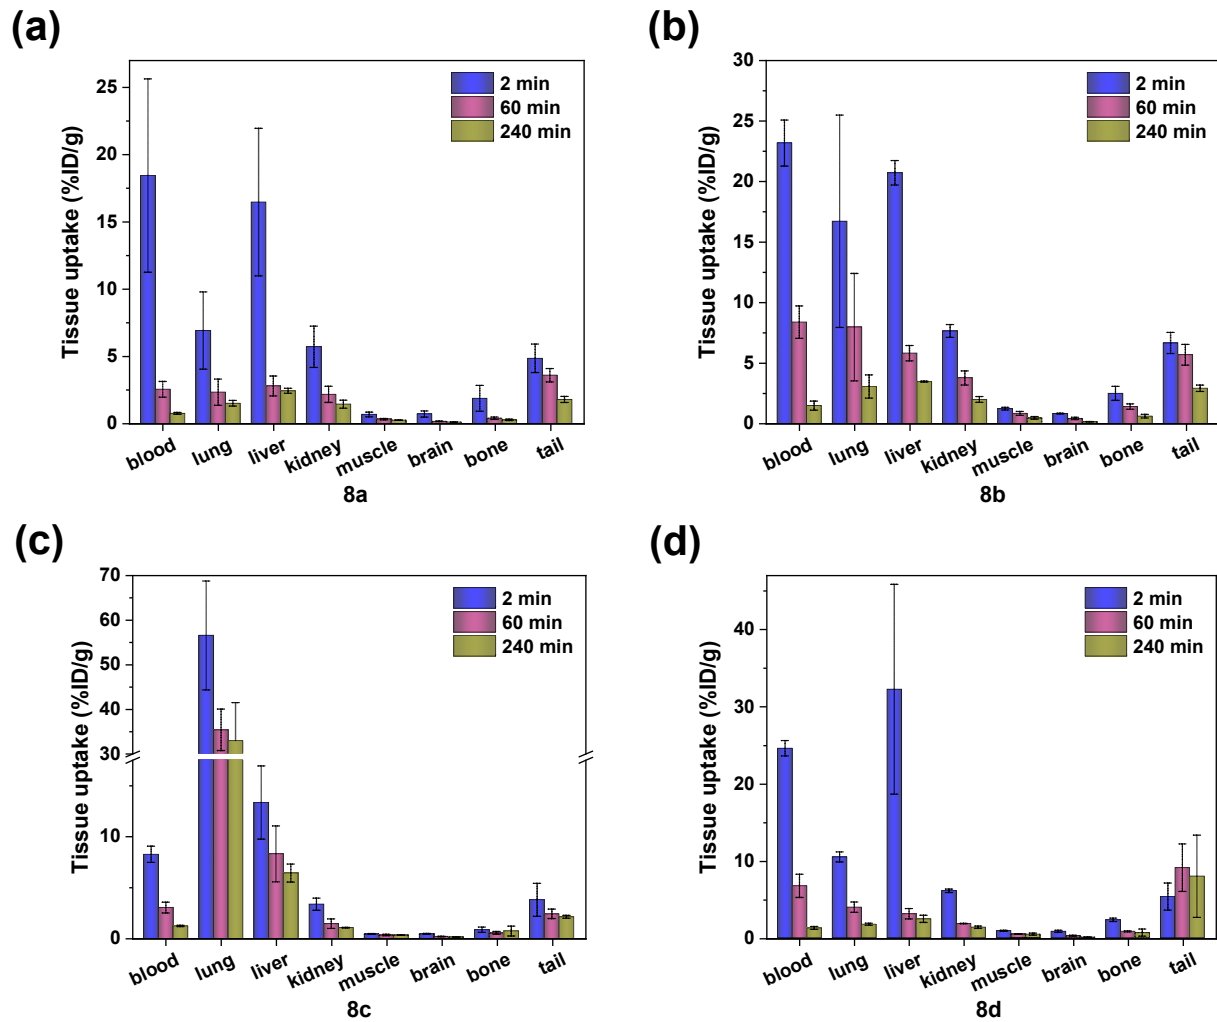 (a)
Tissue uptake (%ID/g)
25
20
15
10
5
0
2 min
60 min
240 min
blood lung liver kidney muscle brain bone tail
8a
(b)
Tissue uptake (%ID/g)
30
25
20
15
10
5
0
2 min
60 min
240 min
blood lung liver kidney muscle brain bone tail
8b
(c)
Tissue uptake (%ID/g)
70
60
50
40
30
10
0
2 min
60 min
240 min
blood lung liver kidney muscle brain bone tail
8c
(d)
Tissue uptake (%ID/g)
40
30
20
10
0
2 min
60 min
240 min
blood lung liver kidney muscle brain bone tail
8d